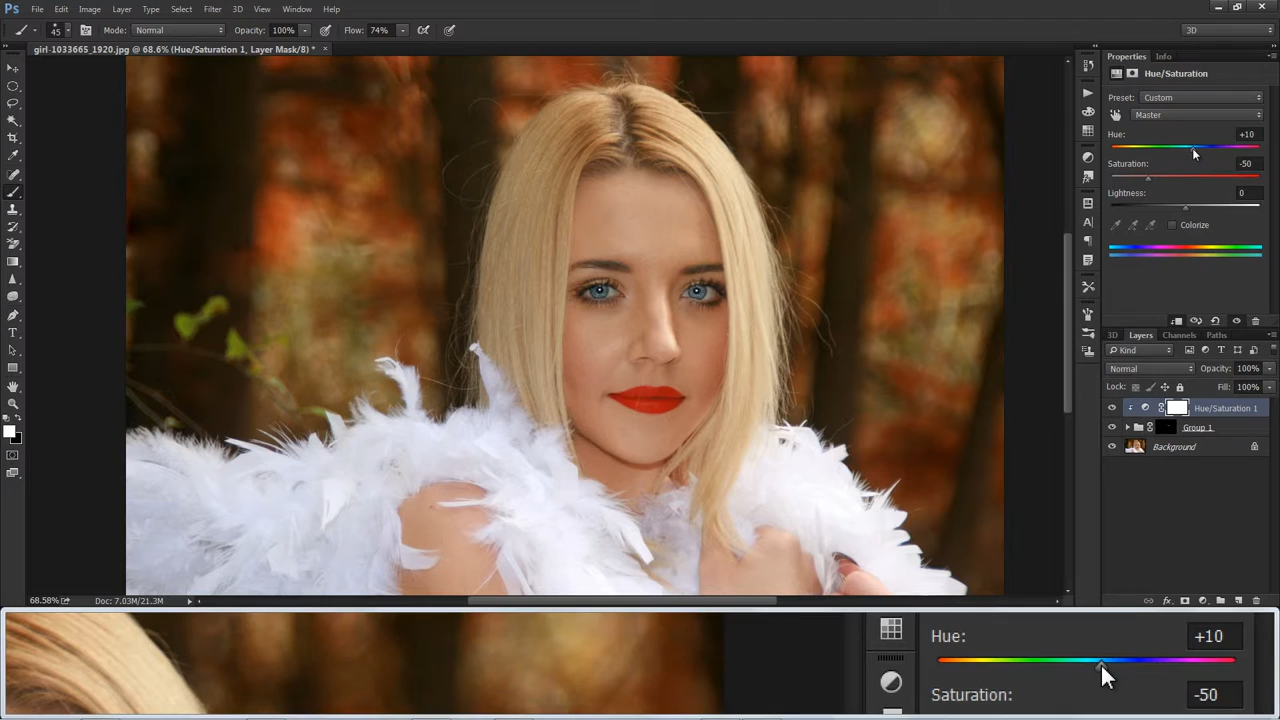 Ps File Edit Image Layer Type Select Filter 3D View Window Help
45 Mode: Normal Opacity: 100% Flow: 74% 3D
girl-1033665_1920.jpg @ 68.6% (Hue/Saturation 1, Layer Mask/8) * ×
Properties Info
Hue/Saturation
Preset: Custom
Master
Hue: +10
Saturation: -50
Lightness: 0
Colorize
3D Layers Channels Paths
Kind
Normal Opacity: 100%
Lock: Fill: 100%
Hue/Saturation 1
Group 1
Background
68.58% Doc: 7.03M/21.3M
Hue: +10
Saturation: -50